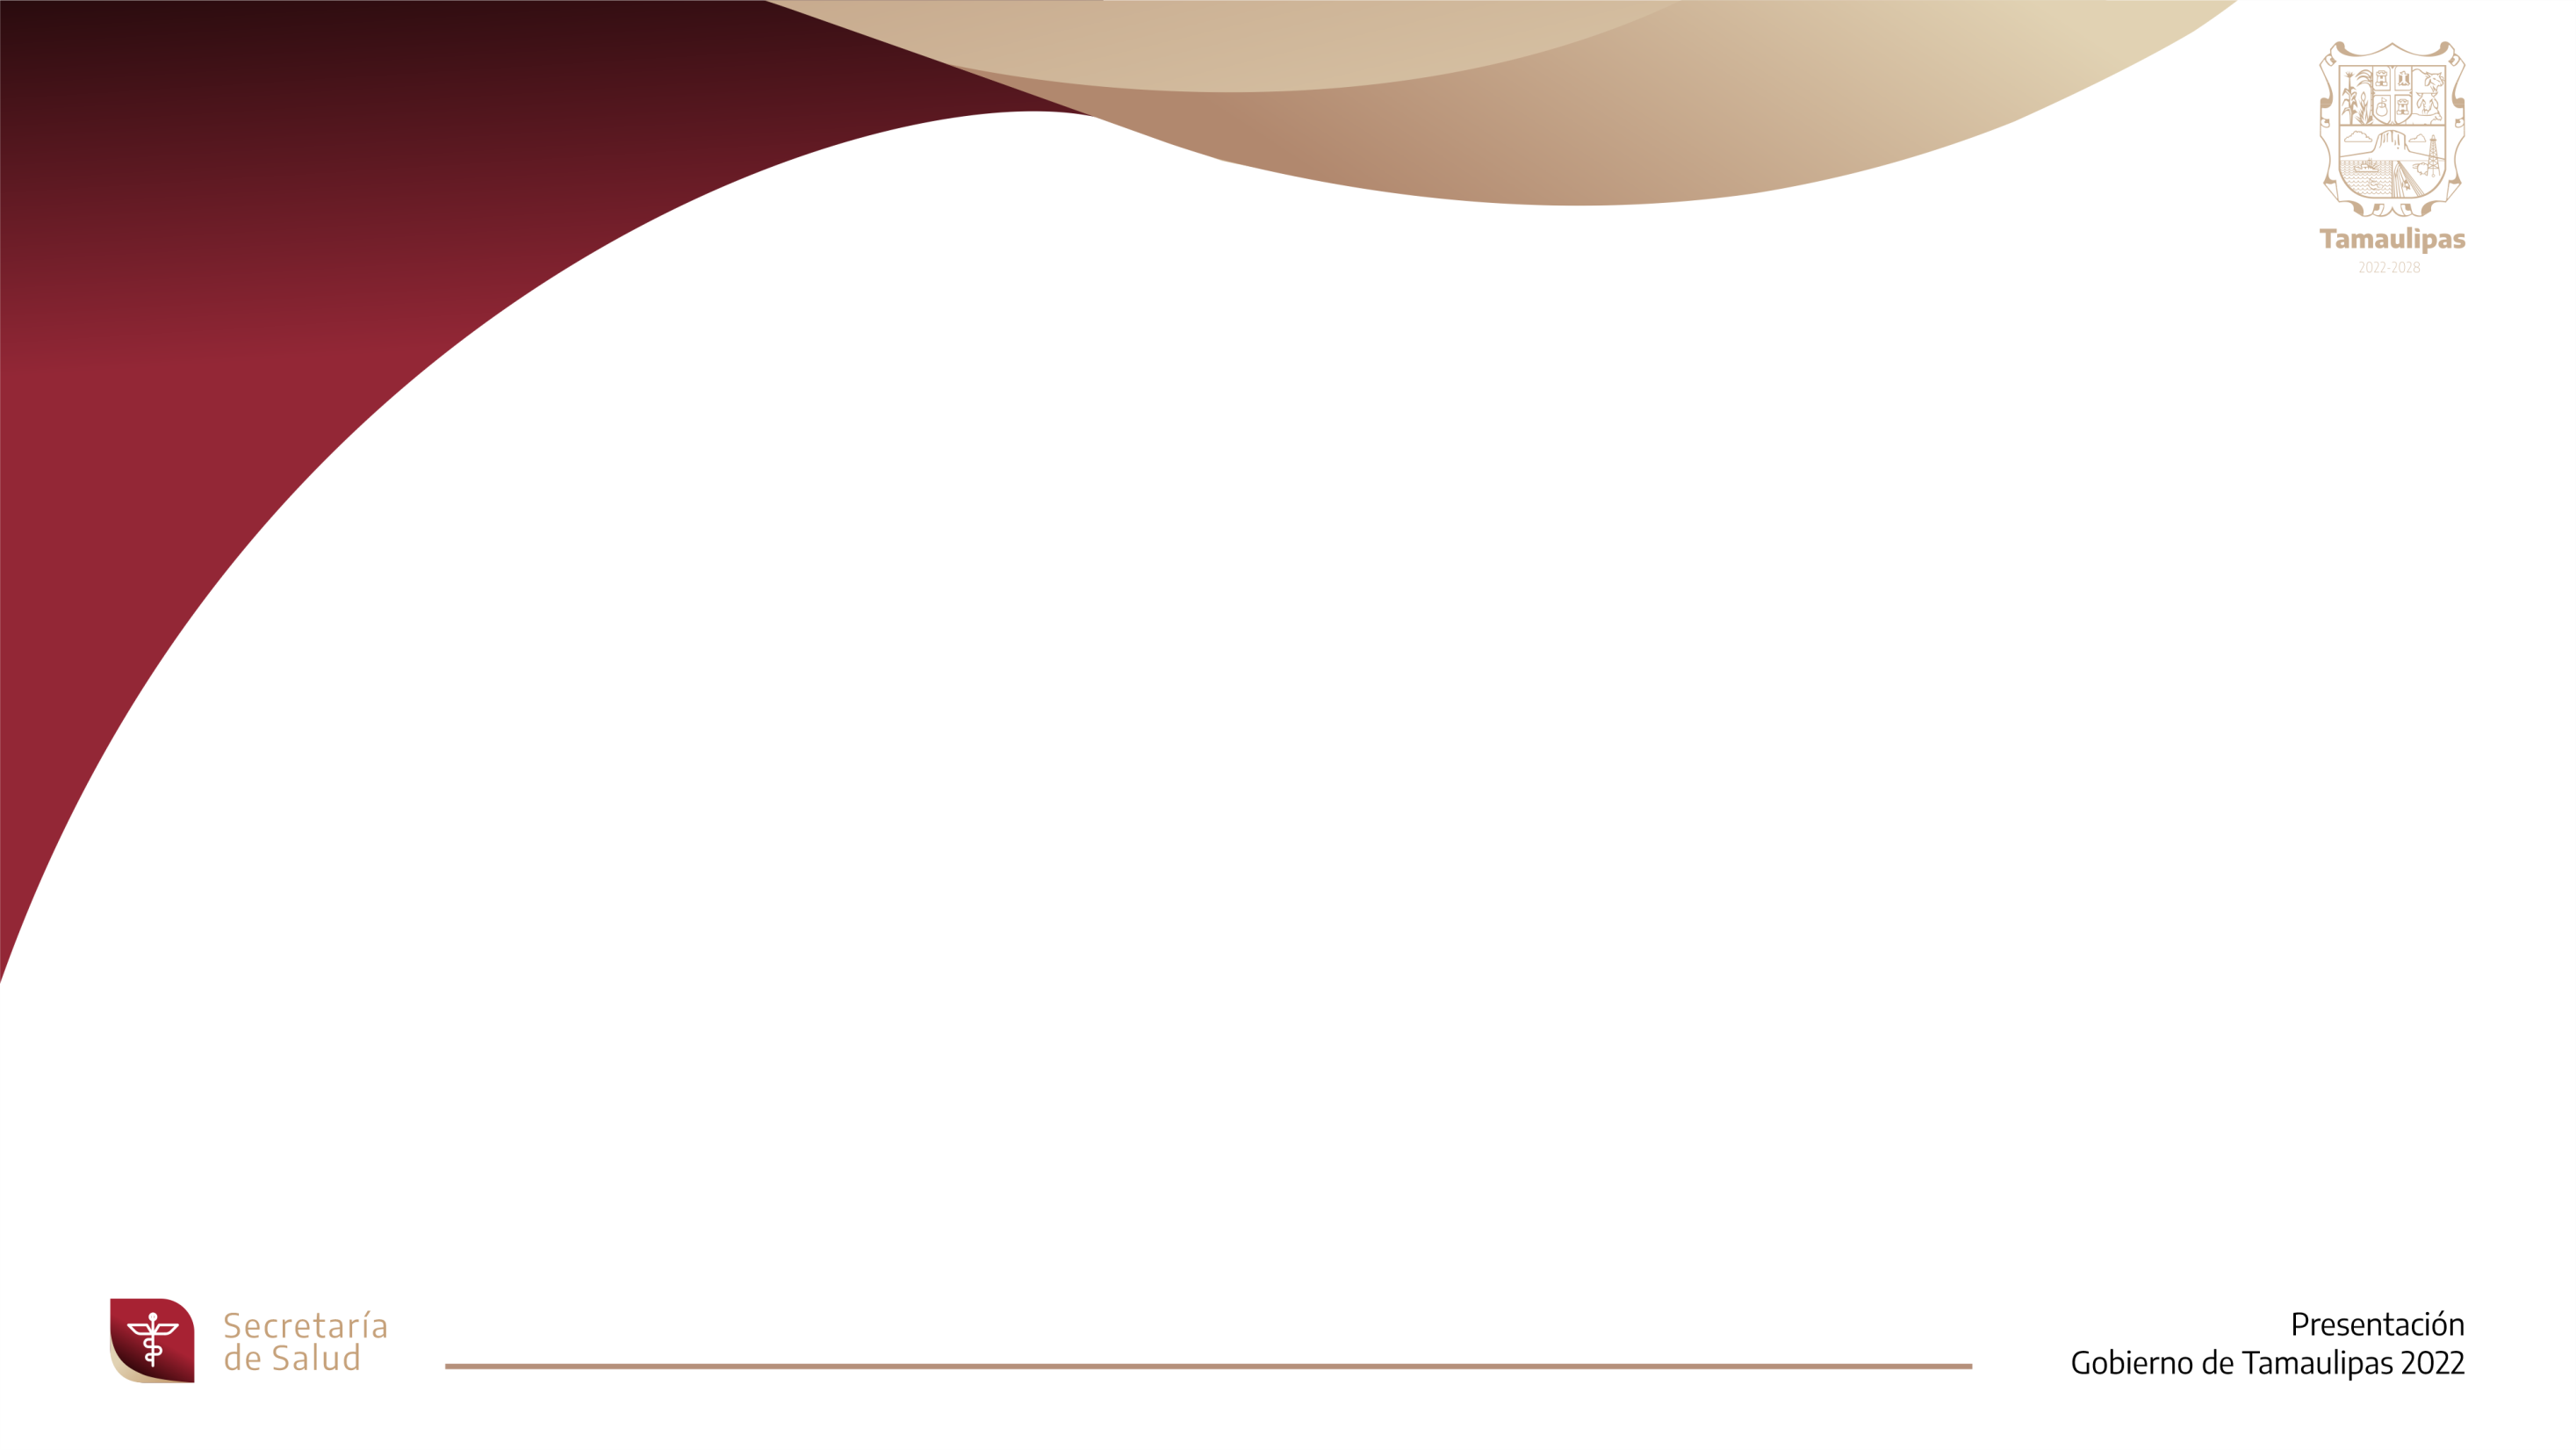 Tamaulipas
2022-2028
Secretaría
de Salud
Presentación
Gobierno de Tamaulipas 2022